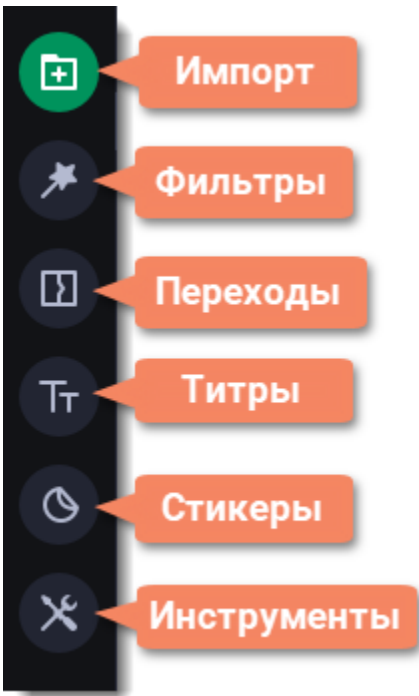 Импорт
Фильтры
Переходы
Титры
Стикеры
Инструменты